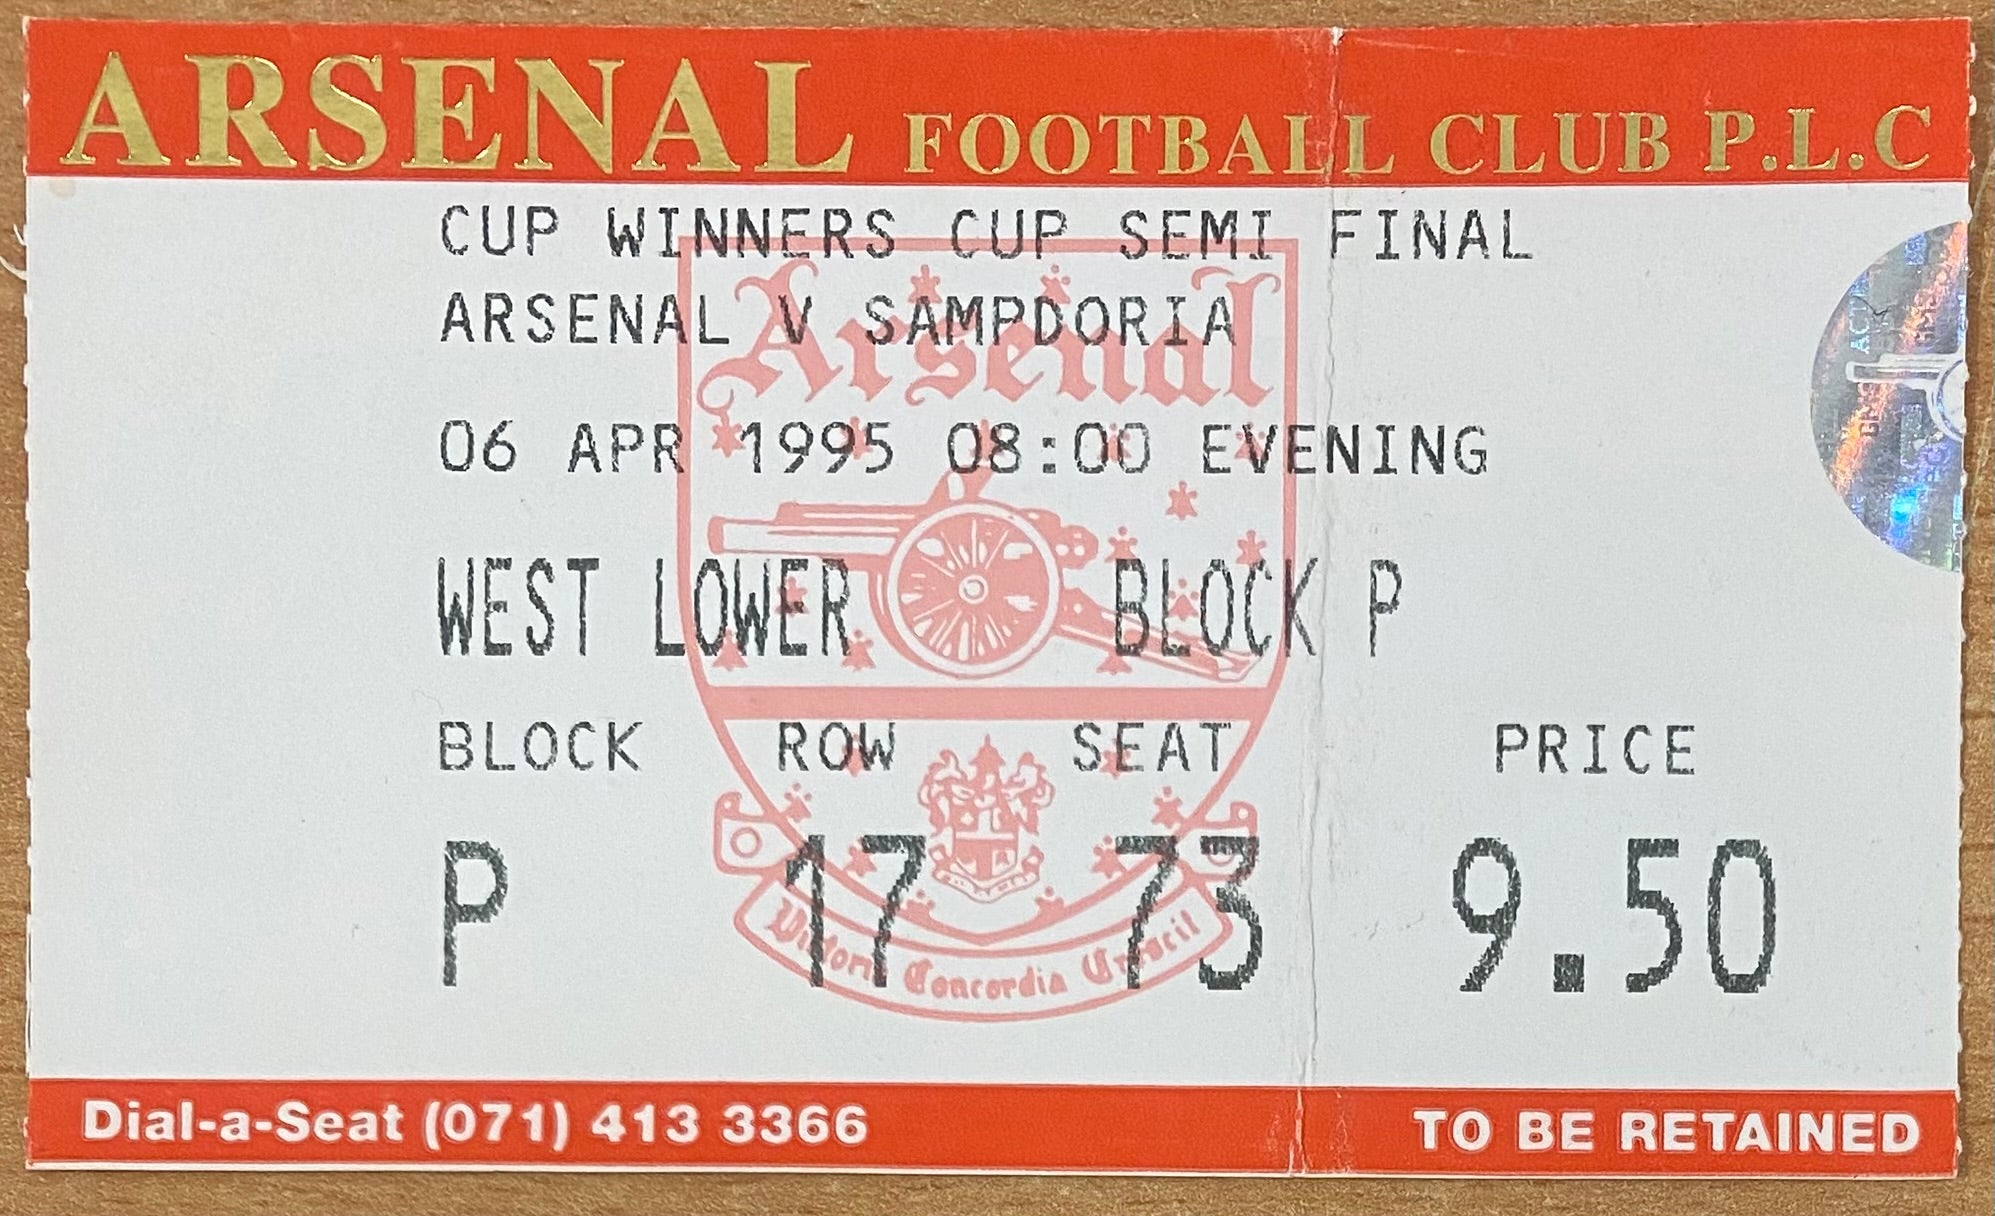 ARSENAL FOOTBALL CLUB P.L.C
CUP WINNERS CUP SEMI FINAL
ARSENAL V SAMPDORIA
Arsenal
06 APR 1995 08:00 EVENING
WEST LOWER BLOCK P
BLOCK ROW SEAT PRICE
P 17 73 9.50
Victoria Concordia Crescit
Dial-a-Seat (071) 413 3366 TO BE RETAINED